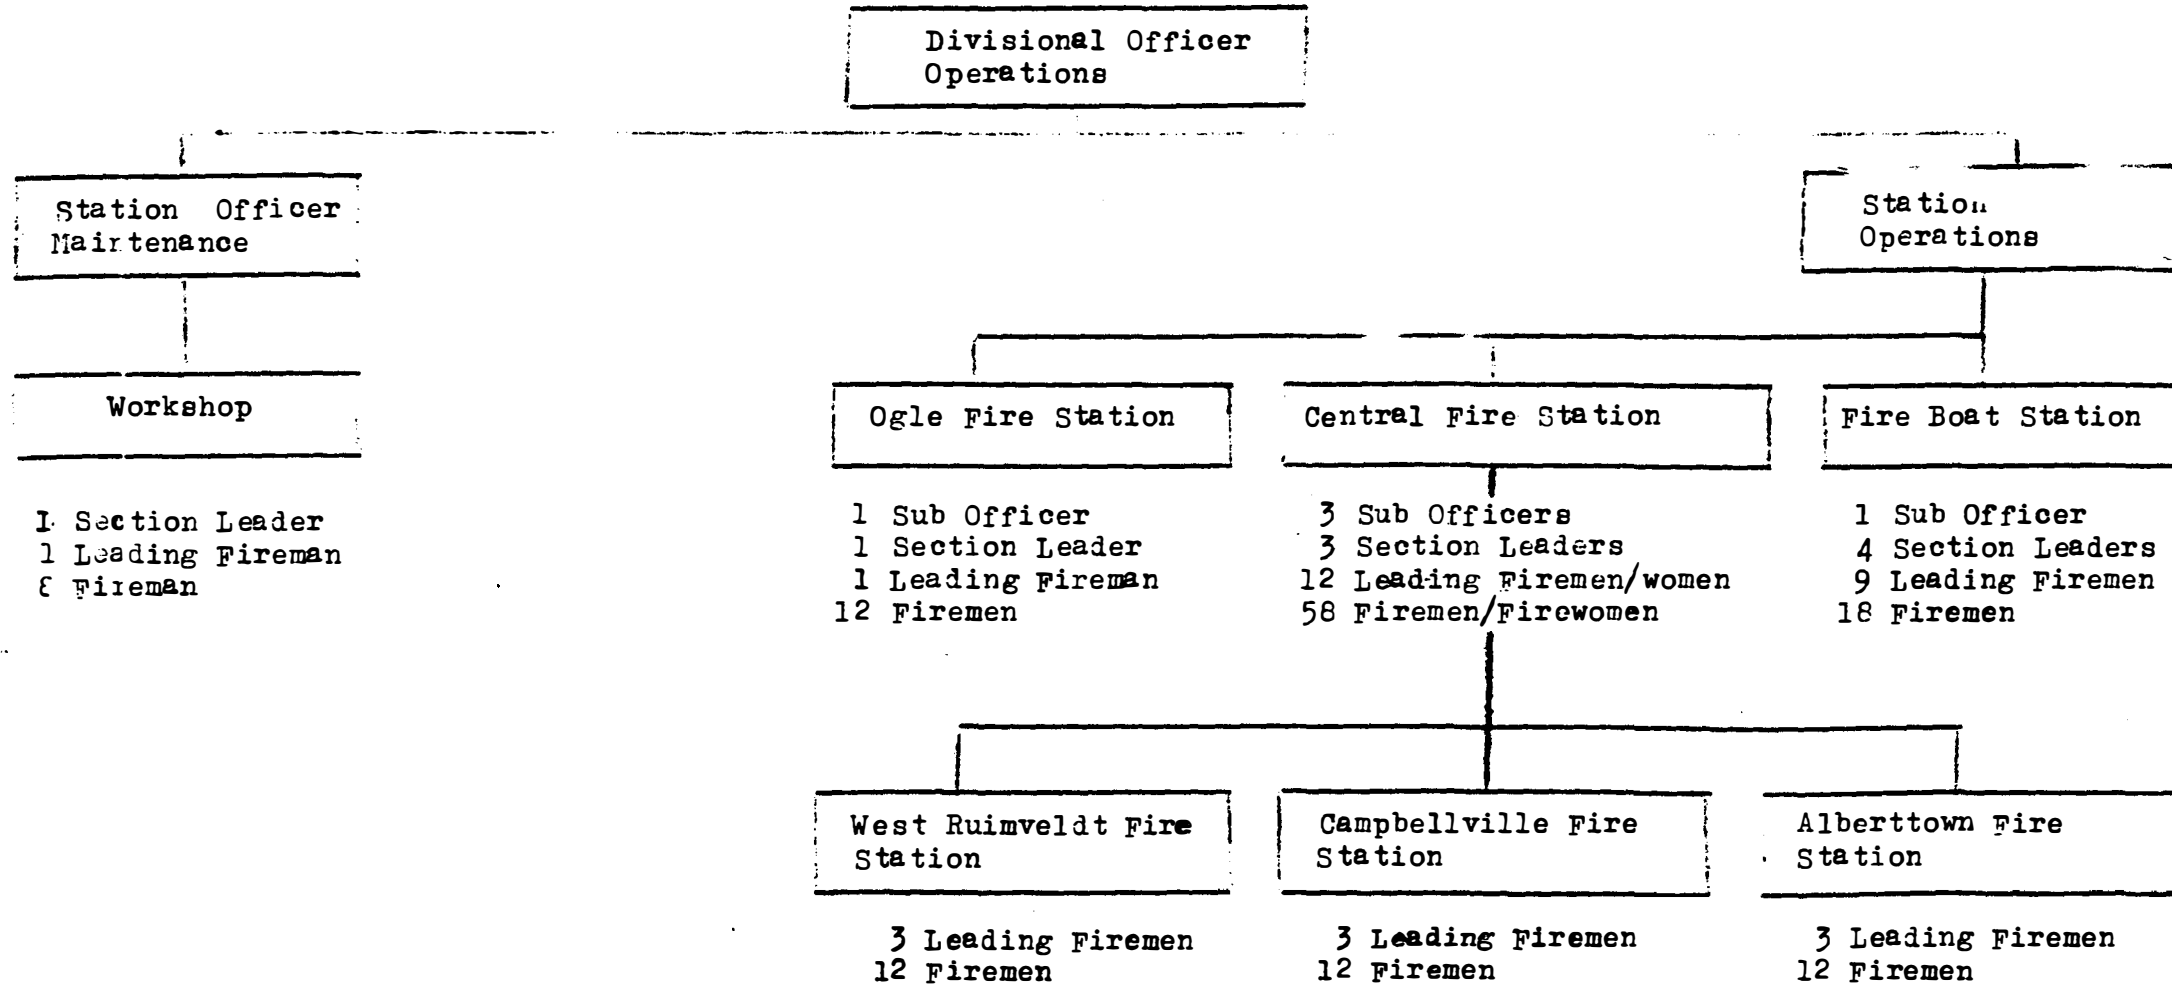 Divisional Officer
Operations
Station Officer
Maintenance
Station
Operations
Workshop
Ogle Fire Station
Central Fire Station
Fire Boat Station
1 Section Leader
1 Leading Fireman
Fireman
1 Sub Officer
1 Section Leader
1 Leading Fireman
12 Firemen
3 Sub Officers
3 Section Leaders
12 Leading Firemen/women
58 Firemen/Firewomen
1 Sub Officer
4 Section Leaders
9 Leading Firemen
18 Firemen
West Ruimveldt Fire
Station
Campbellville Fire
Station
Alberttown Fire
Station
3 Leading Firemen
12 Firemen
3 Leading Firemen
12 Firemen
3 Leading Firemen
12 Firemen